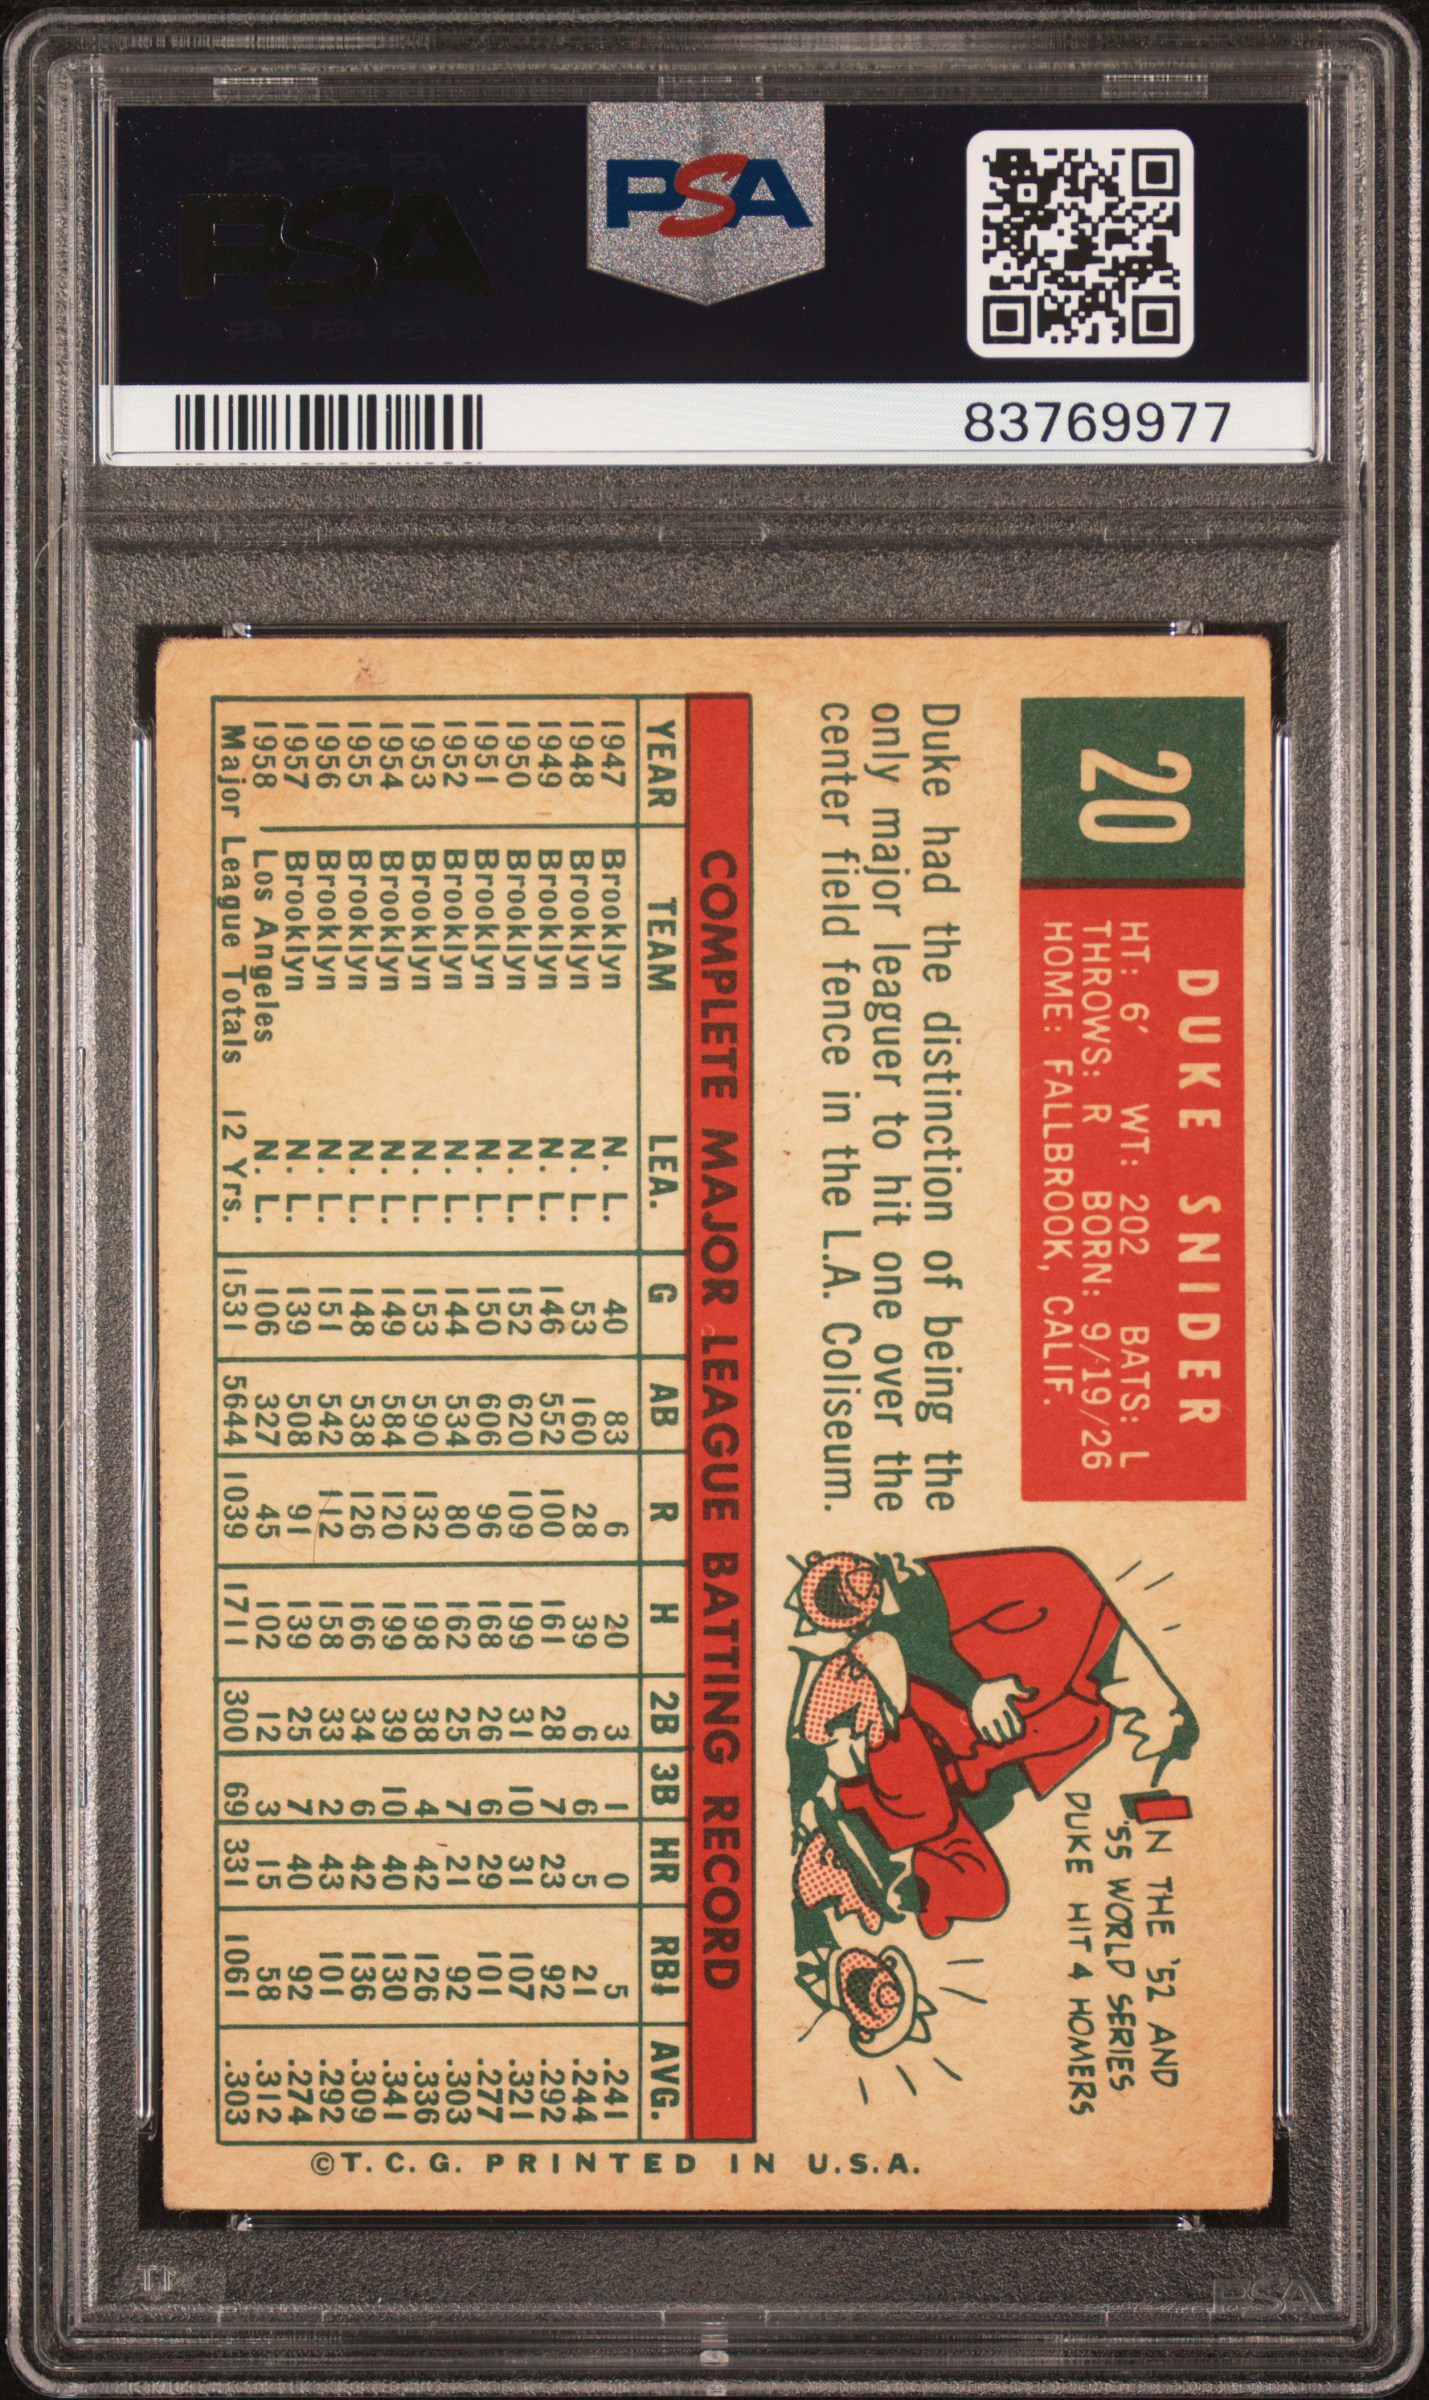 PSA PSA PSA
PSA
PSA PSA PSA
PSA
83769977
20
DUKE SNIDER
HT: 6' WT: 202 BATS: L
THROWS: R BORN: 9/19/26
HOME: FALLBROOK, CALIF.
Duke had the distinction of being the
only major leaguer to hit one over the
center field fence in the L.A. Coliseum.
IN THE '52 AND
'55 WORLD SERIES
DUKE HIT 4 HOMERS
COMPLETE MAJOR LEAGUE BATTING RECORD
YEAR TEAM LEA. G AB R H 2B 3B HR RBI AVG.
1947 Brooklyn N. L. 40 83 6 20 3 1 0 5 .241
1948 Brooklyn N. L. 53 160 28 39 6 6 5 21 .244
1949 Brooklyn N. L. 146 552 100 161 28 7 23 92 .292
1950 Brooklyn N. L. 152 620 109 199 31 10 31 107 .321
1951 Brooklyn N. L. 150 606 96 168 26 6 29 101 .277
1952 Brooklyn N. L. 144 534 80 162 25 7 21 92 .303
1953 Brooklyn N. L. 153 590 132 198 38 4 42 126 .336
1954 Brooklyn N. L. 149 584 120 199 39 10 40 130 .341
1955 Brooklyn N. L. 148 538 126 166 34 6 42 136 .309
1956 Brooklyn N. L. 151 542 112 158 33 2 43 101 .292
1957 Brooklyn N. L. 139 508 91 139 25 7 40 92 .274
1958 Los Angeles N. L. 106 327 45 102 12 3 15 58 .312
Major League Totals 12 Yrs. 1531 5644 1039 1711 300 69 331 1061 .303
©T. C. G. PRINTED IN U.S.A.
PSA